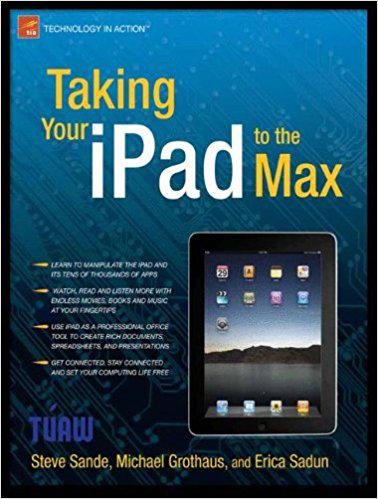 tia
TECHNOLOGY IN ACTION™
Taking
Your iPad to the
Max
LEARN TO MANIPULATE THE IPAD AND
ITS TENS OF THOUSANDS OF APPS
WATCH, READ AND LISTEN MORE WITH
ENDLESS MOVIES, BOOKS AND MUSIC
AT YOUR FINGERTIPS
USE IPAD AS A PROFESSIONAL OFFICE
TOOL TO CREATE RICH DOCUMENTS,
SPREADSHEETS, AND PRESENTATIONS
GET CONNECTED, STAY CONNECTED
AND SET YOUR COMPUTING LIFE FREE
29
TUAW
Steve Sande, Michael Grothaus, and Erica Sadun